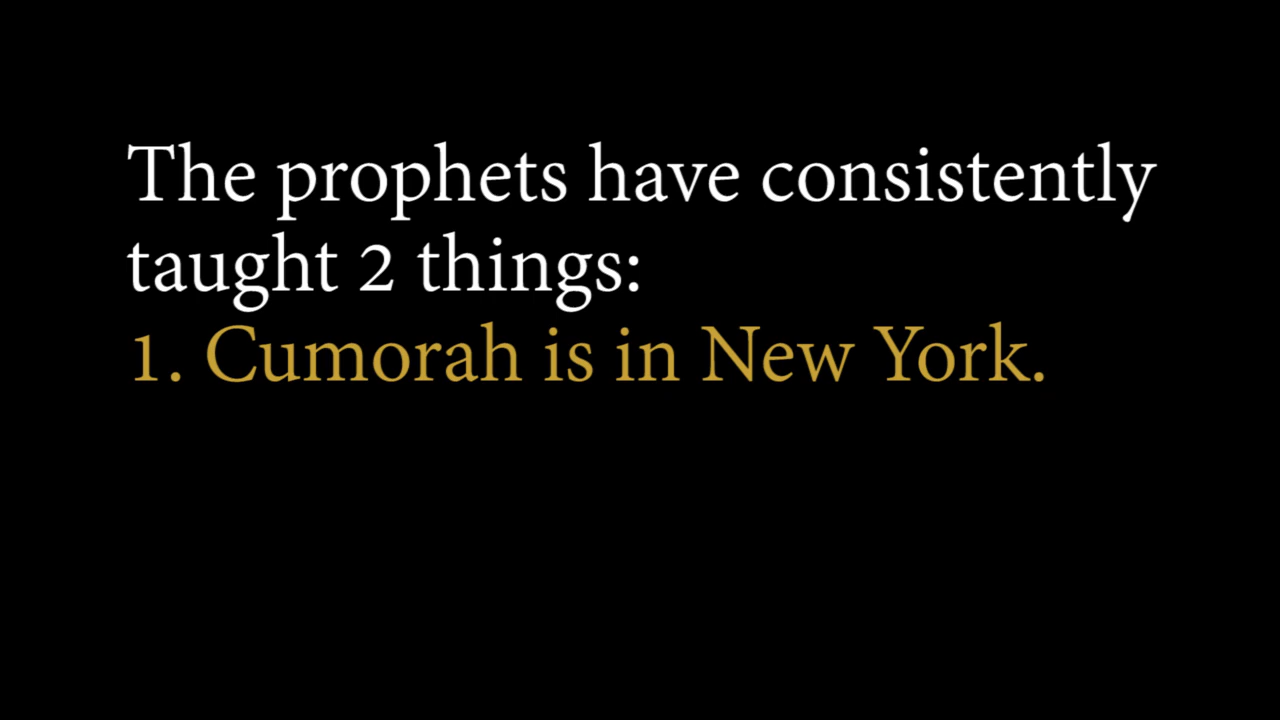 The prophets have consistently
taught 2 things:
1. Cumorah is in New York.